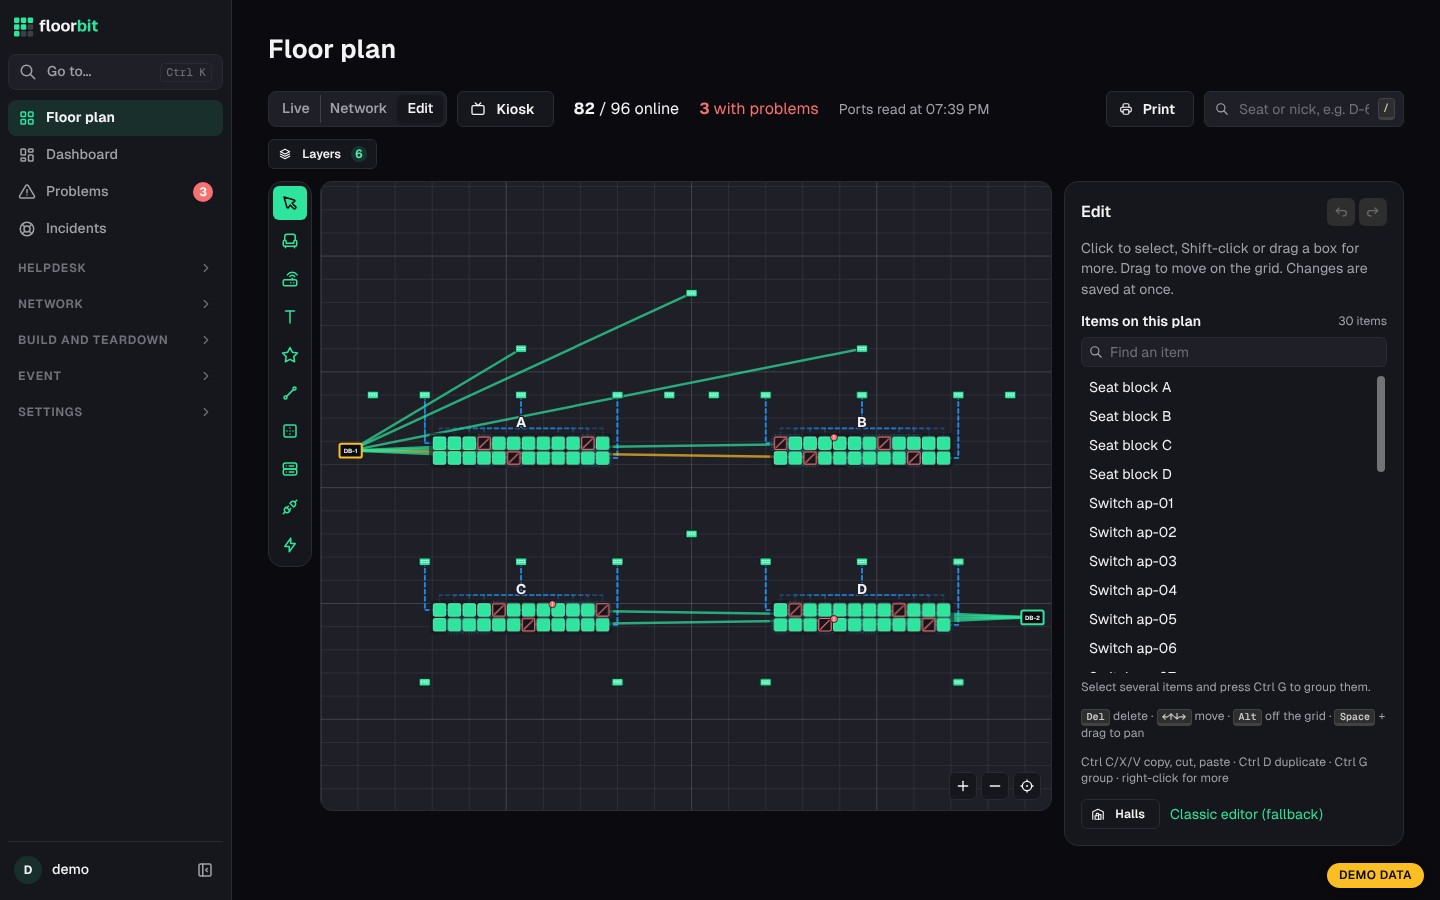 floorbit
Go to...
Ctrl K
Floor plan
Dashboard
Problems
3
Incidents
HELPDESK
NETWORK
BUILD AND TEARDOWN
EVENT
SETTINGS
D
demo
Floor plan
Live
Network
Edit
Kiosk
82 / 96 online
3 with problems
Ports read at 07:39 PM
Print
Seat or nick, e.g. D-6
/
Layers
6
A
B
DB-1
C
D
DB-2
Edit
Click to select, Shift-click or drag a box for
more. Drag to move on the grid. Changes are
saved at once.
Items on this plan
30 items
Find an item
Seat block A
Seat block B
Seat block C
Seat block D
Switch ap-01
Switch ap-02
Switch ap-03
Switch ap-04
Switch ap-05
Switch ap-06
Select several items and press Ctrl G to group them.
Del delete · ←↑↓→ move · Alt off the grid · Space +
drag to pan
Ctrl C/X/V copy, cut, paste · Ctrl D duplicate · Ctrl G
group · right-click for more
Halls
Classic editor (fallback)
DEMO DATA